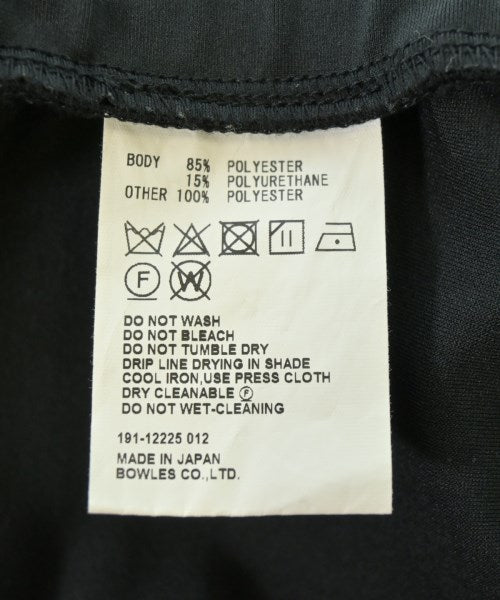 BODY 85% POLYESTER
15% POLYURETHANE
OTHER 100% POLYESTER
F W
DO NOT WASH
DO NOT BLEACH
DO NOT TUMBLE DRY
DRIP LINE DRYING IN SHADE
COOL IRON,USE PRESS CLOTH
DRY CLEANABLE Ⓕ
DO NOT WET-CLEANING
191-12225 012
MADE IN JAPAN
BOWLES CO.,LTD.